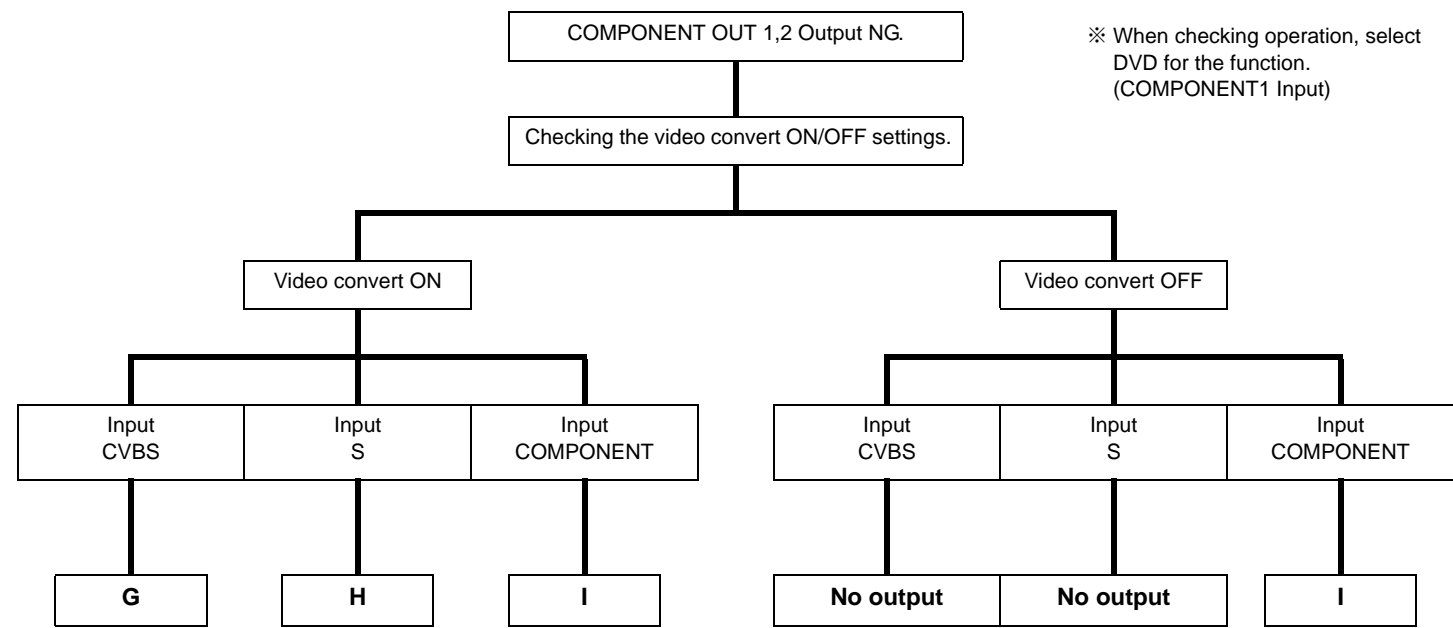 COMPONENT OUT 1,2 Output NG.
※ When checking operation, select
DVD for the function.
(COMPONENT1 Input)
Checking the video convert ON/OFF settings.
Video convert ON
Video convert OFF
Input
CVBS
Input
S
Input
COMPONENT
Input
CVBS
Input
S
Input
COMPONENT
G
H
I
No output
No output
I